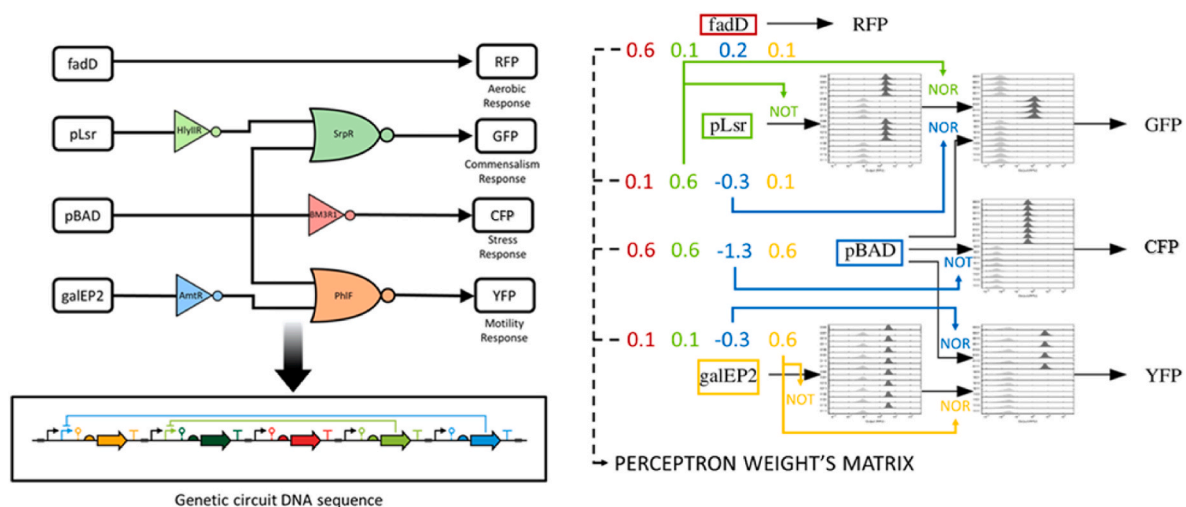 fadD
RFP
Aerobic
Response
pLsr
HlyIIR
SrpR
GFP
Commensalism
Response
pBAD
BM3R1
CFP
Stress
Response
galEP2
AmtR
PhlF
YFP
Motility
Response
Genetic circuit DNA sequence
fadD
RFP
0.6 0.1 0.2 0.1
NOT
NOR
pLsr
NOR
GFP
0.1 0.6 -0.3 0.1
0.6 0.6 -1.3 0.6
pBAD
NOT
CFP
0.1 0.1 -0.3 0.6
NOR
galEP2
NOT
NOR
YFP
PERCEPTRON WEIGHT'S MATRIX